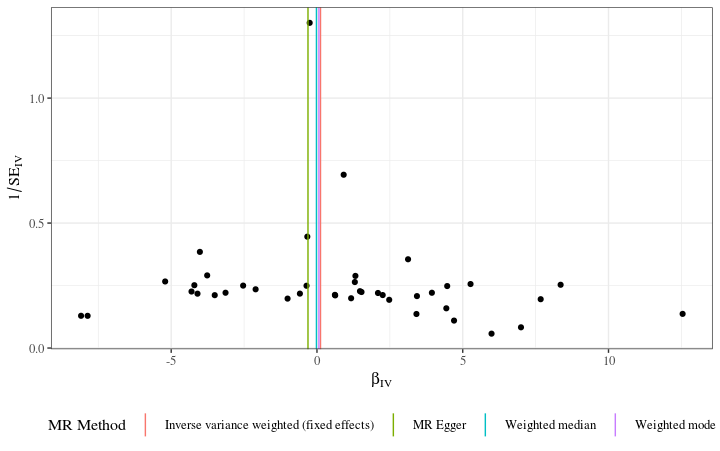 1.0
0.5
0.0
1/SE_IV
-5
0
5
10
β_IV
MR Method
Inverse variance weighted (fixed effects)
MR Egger
Weighted median
Weighted mode